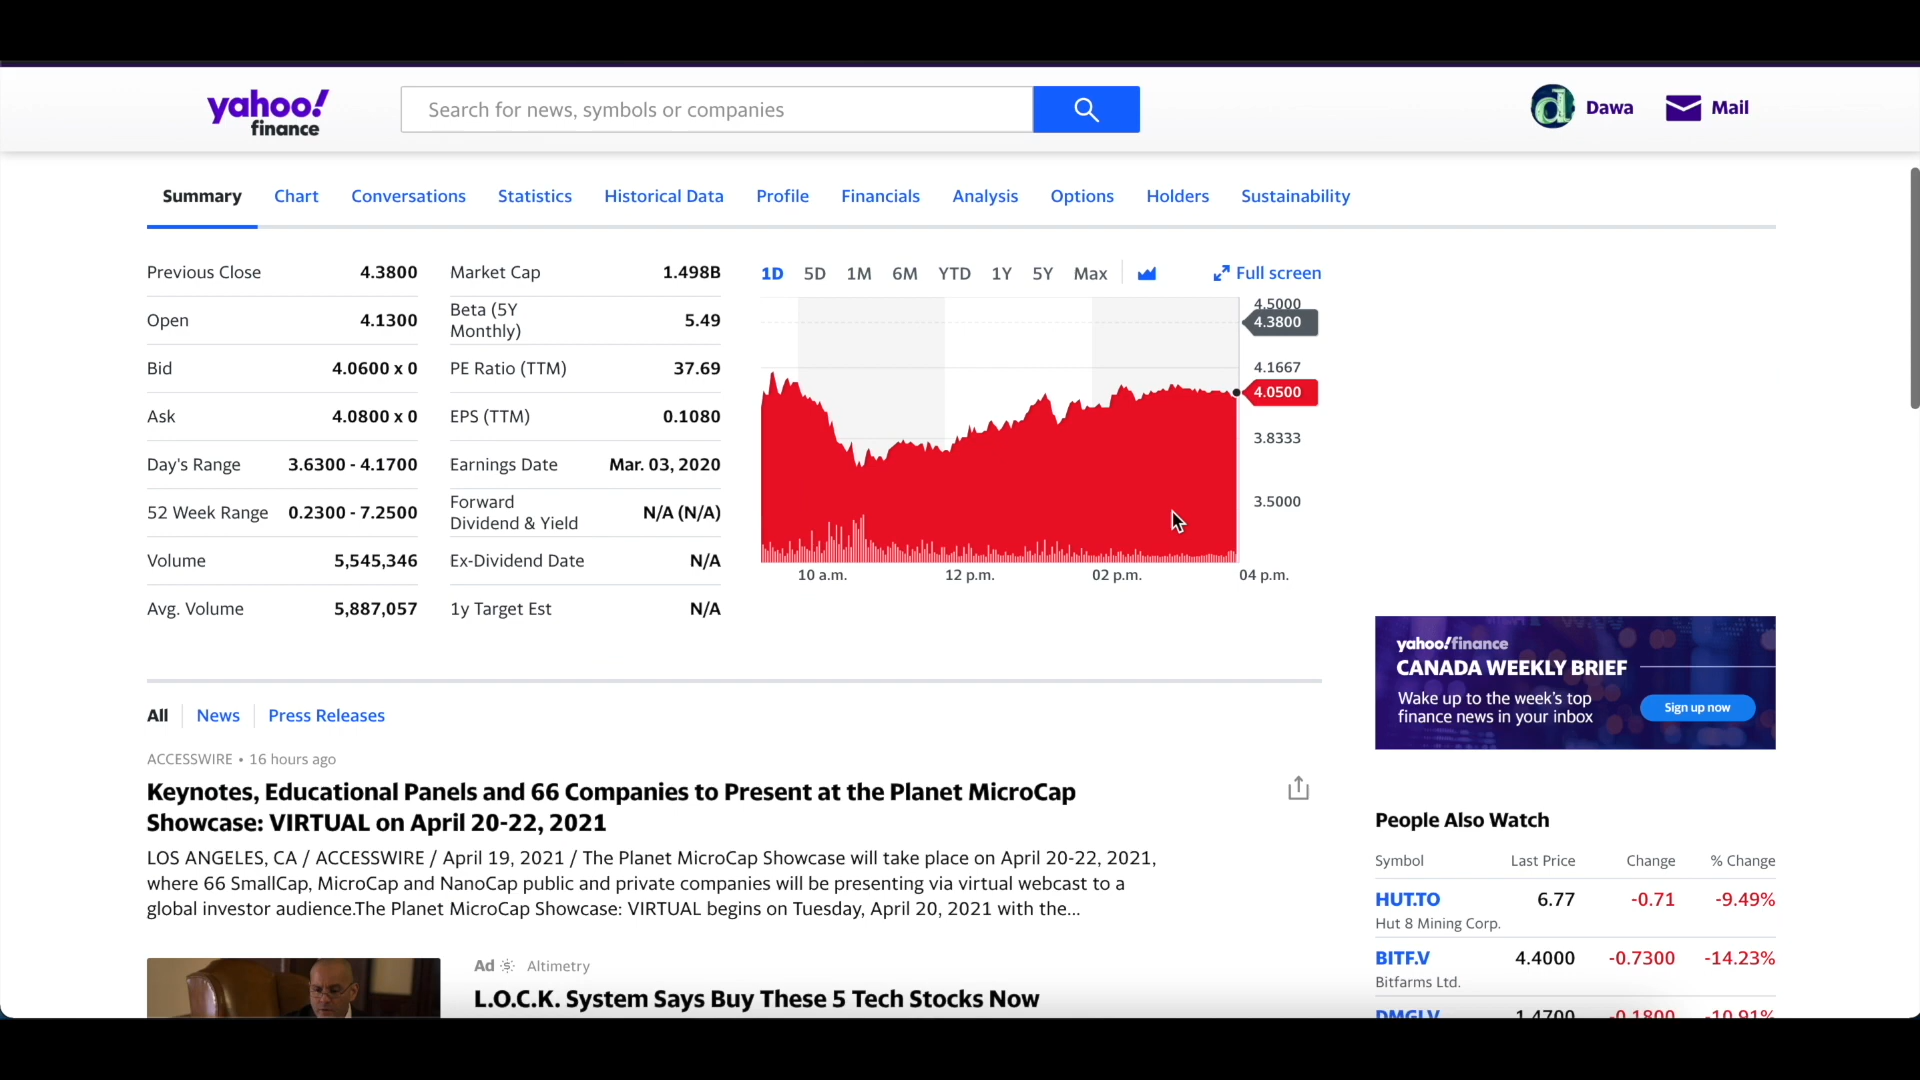 yahoo!
finance
Search for news, symbols or companies
Dawa
Mail
Summary
Chart
Conversations
Statistics
Historical Data
Profile
Financials
Analysis
Options
Holders
Sustainability
Previous Close 4.3800
Open 4.1300
Bid 4.0600 x 0
Ask 4.0800 x 0
Day's Range 3.6300 - 4.1700
52 Week Range 0.2300 - 7.2500
Volume 5,545,346
Avg. Volume 5,887,057
Market Cap 1.498B
Beta (5Y
Monthly) 5.49
PE Ratio (TTM) 37.69
EPS (TTM) 0.1080
Earnings Date Mar. 03, 2020
Forward
Dividend & Yield N/A (N/A)
Ex-Dividend Date N/A
1y Target Est N/A
1D 5D 1M 6M YTD 1Y 5Y Max
Full screen
4.5000
4.3800
4.1667
4.0500
3.8333
3.5000
10 a.m. 12 p.m. 02 p.m. 04 p.m.
yahoo!finance
CANADA WEEKLY BRIEF
Wake up to the week's top
finance news in your inbox
Sign up now
All
News
Press Releases
ACCESSWIRE • 16 hours ago
Keynotes, Educational Panels and 66 Companies to Present at the Planet MicroCap
Showcase: VIRTUAL on April 20-22, 2021
LOS ANGELES, CA / ACCESSWIRE / April 19, 2021 / The Planet MicroCap Showcase will take place on April 20-22, 2021,
where 66 SmallCap, MicroCap and NanoCap public and private companies will be presenting via virtual webcast to a
global investor audience.The Planet MicroCap Showcase: VIRTUAL begins on Tuesday, April 20, 2021 with the...
Ad Altimetry
L.O.C.K. System Says Buy These 5 Tech Stocks Now
People Also Watch
Symbol Last Price Change % Change
HUT.TO 6.77 -0.71 -9.49%
Hut 8 Mining Corp.
BITF.V 4.4000 -0.7300 -14.23%
Bitfarms Ltd.
DMGI.V 1.4700 -0.1800 -10.91%